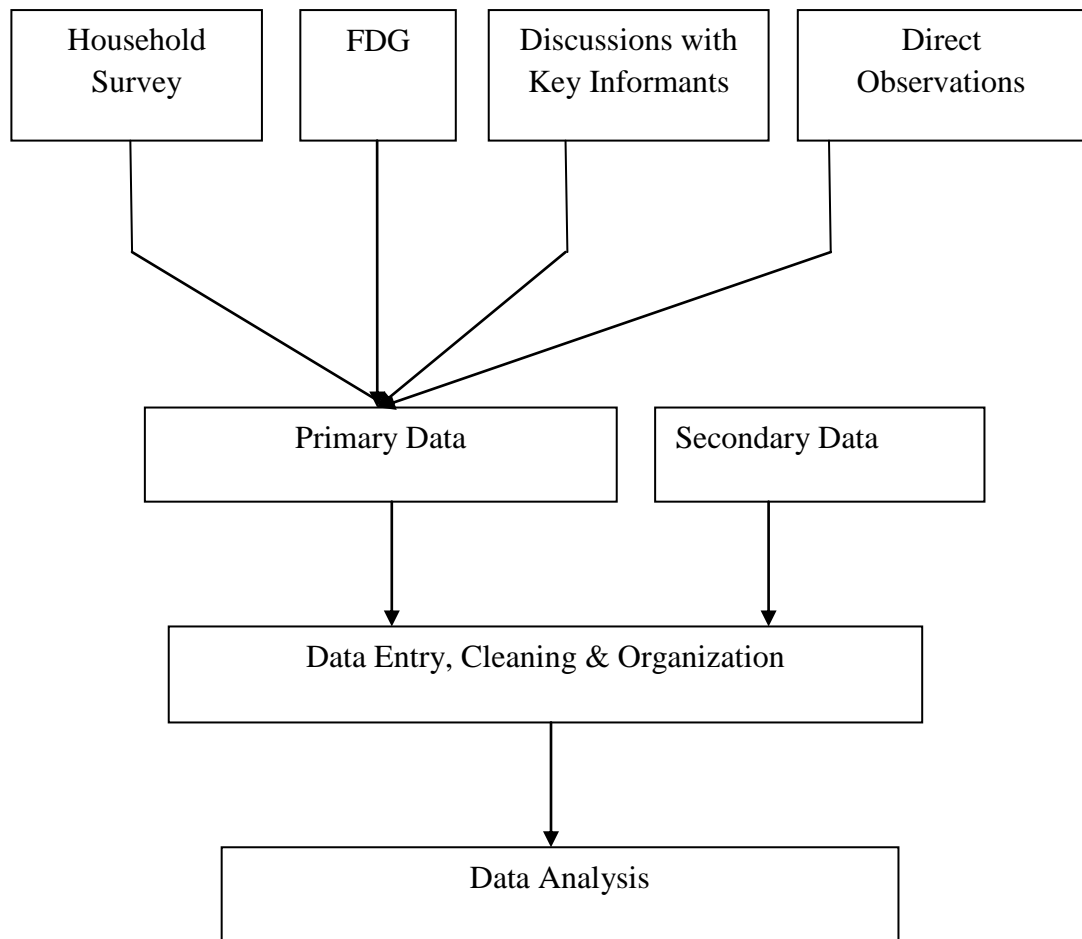 Household
Survey
FDG
Discussions with
Key Informants
Direct
Observations
Primary Data
Secondary Data
Data Entry, Cleaning & Organization
Data Analysis